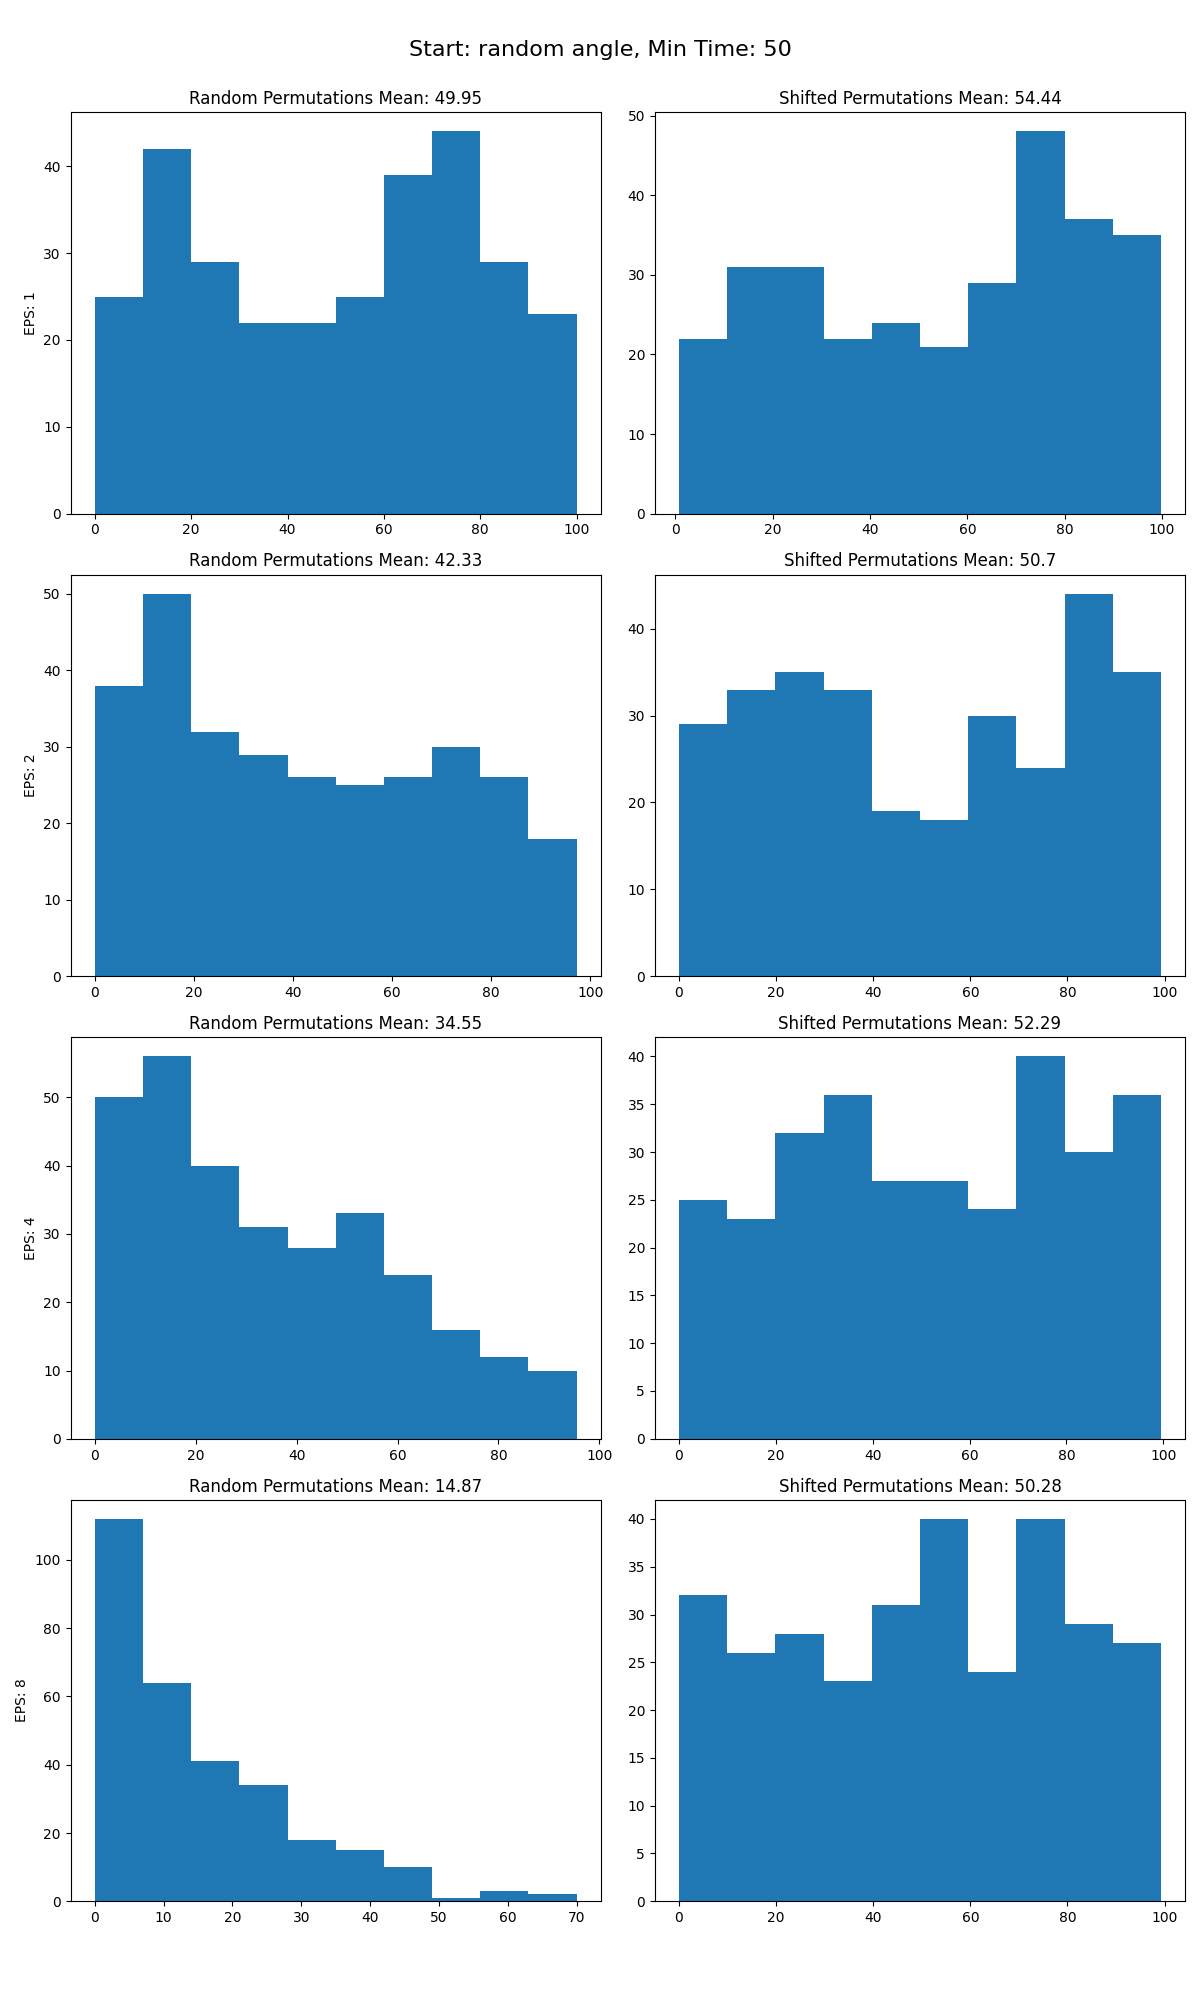 Start: random angle, Min Time: 50
Random Permutations Mean: 49.95
EPS: 1
0
10
20
30
40
0 20 40 60 80 100
Shifted Permutations Mean: 54.44
50
40
30
20
10
0
0 20 40 60 80 100
Random Permutations Mean: 42.33
EPS: 2
50
40
30
20
10
0
0 20 40 60 80 100
Shifted Permutations Mean: 50.7
40
30
20
10
0
0 20 40 60 80 100
Random Permutations Mean: 34.55
EPS: 4
50
40
30
20
10
0
0 20 40 60 80 100
Shifted Permutations Mean: 52.29
40
35
30
25
20
15
10
5
0
0 20 40 60 80 100
Random Permutations Mean: 14.87
EPS: 8
100
80
60
40
20
0
0 10 20 30 40 50 60 70
Shifted Permutations Mean: 50.28
40
35
30
25
20
15
10
5
0
0 20 40 60 80 100